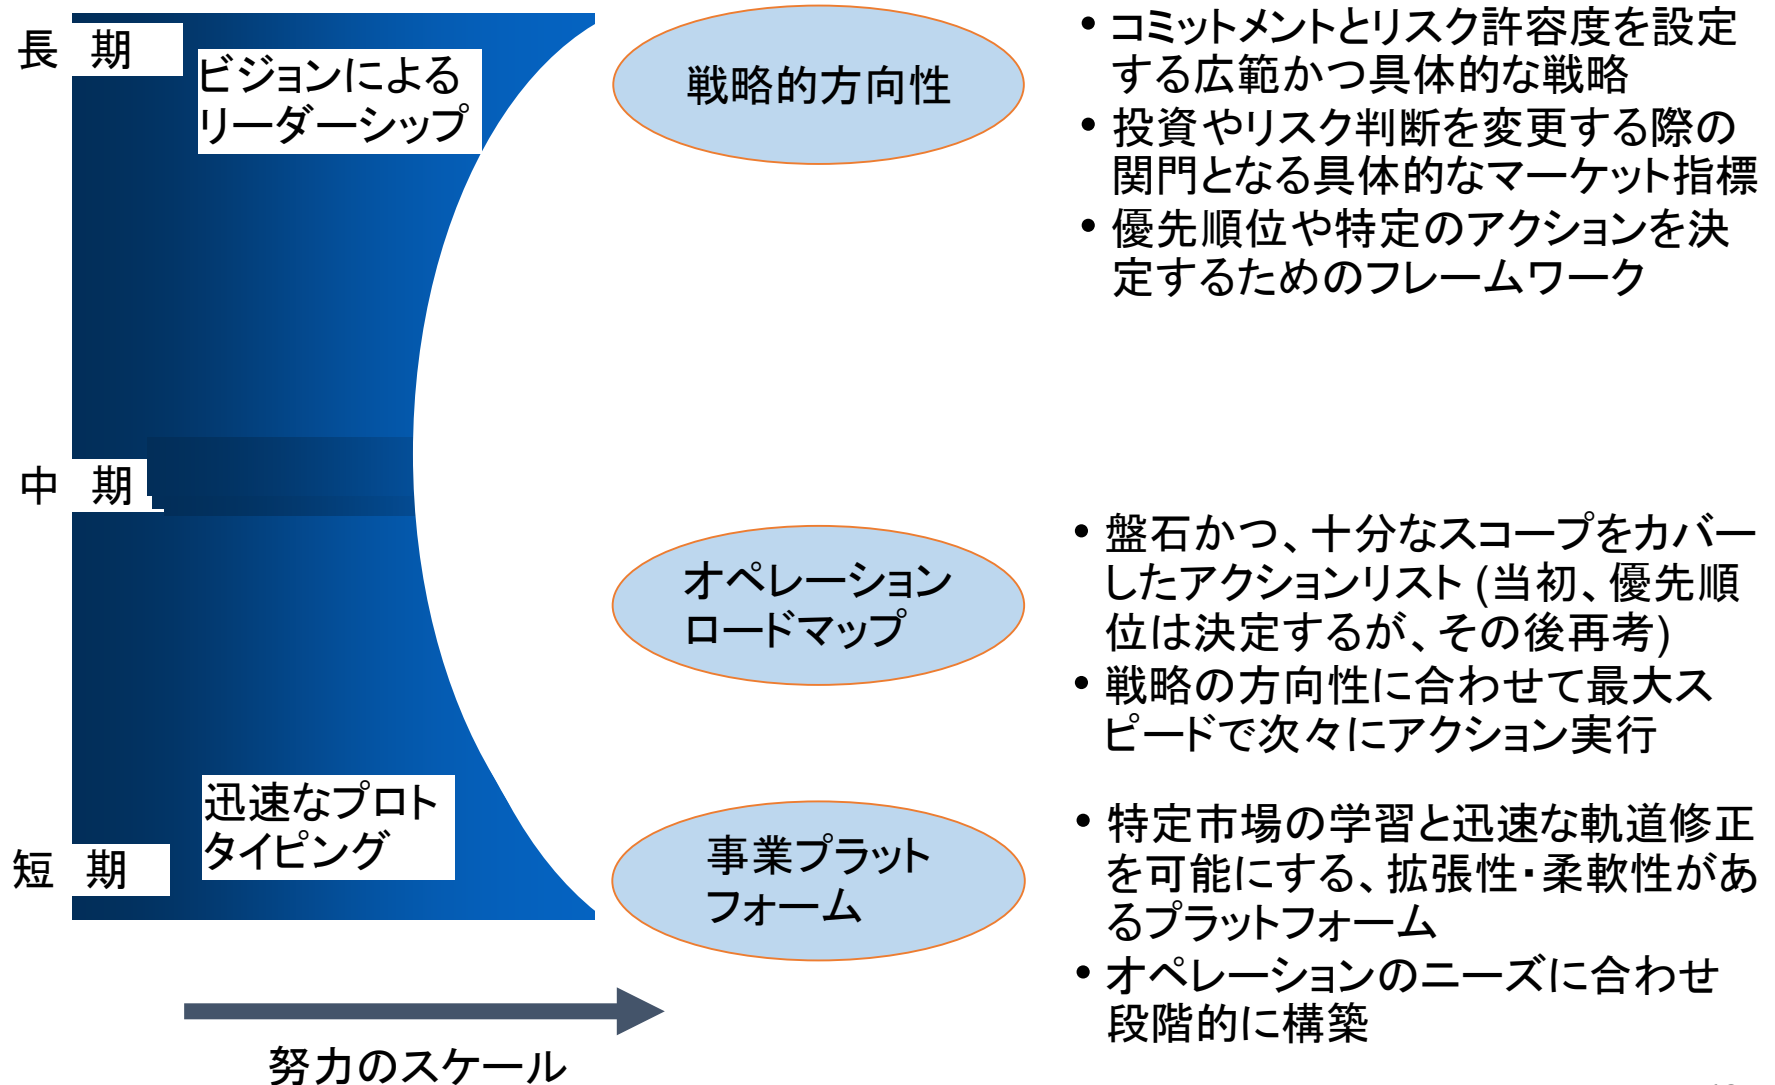 長 期
ビジョンによる
リーダーシップ
戦略的方向性
• コミットメントとリスク許容度を設定
する広範かつ具体的な戦略
• 投資やリスク判断を変更する際の
関門となる具体的なマーケット指標
• 優先順位や特定のアクションを決
定するためのフレームワーク
中 期
オペレーション
ロードマップ
• 盤石かつ、十分なスコープをカバー
したアクションリスト (当初、優先順
位は決定するが、その後再考)
• 戦略の方向性に合わせて最大ス
ピードで次々にアクション実行
短 期
迅速なプロト
タイピング
事業プラット
フォーム
• 特定市場の学習と迅速な軌道修正
を可能にする、拡張性・柔軟性があ
るプラットフォーム
• オペレーションのニーズに合わせ
段階的に構築
努力のスケール